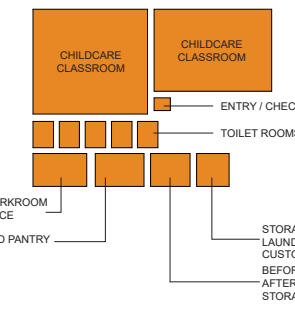 CHILDCARE
CLASSROOM
CHILDCARE
CLASSROOM
ENTRY / CHEC
TOILET ROOMS
RKROOM
CE
D PANTRY
STORA
LAUND
CUSTO
BEFOR
AFTER
STORA